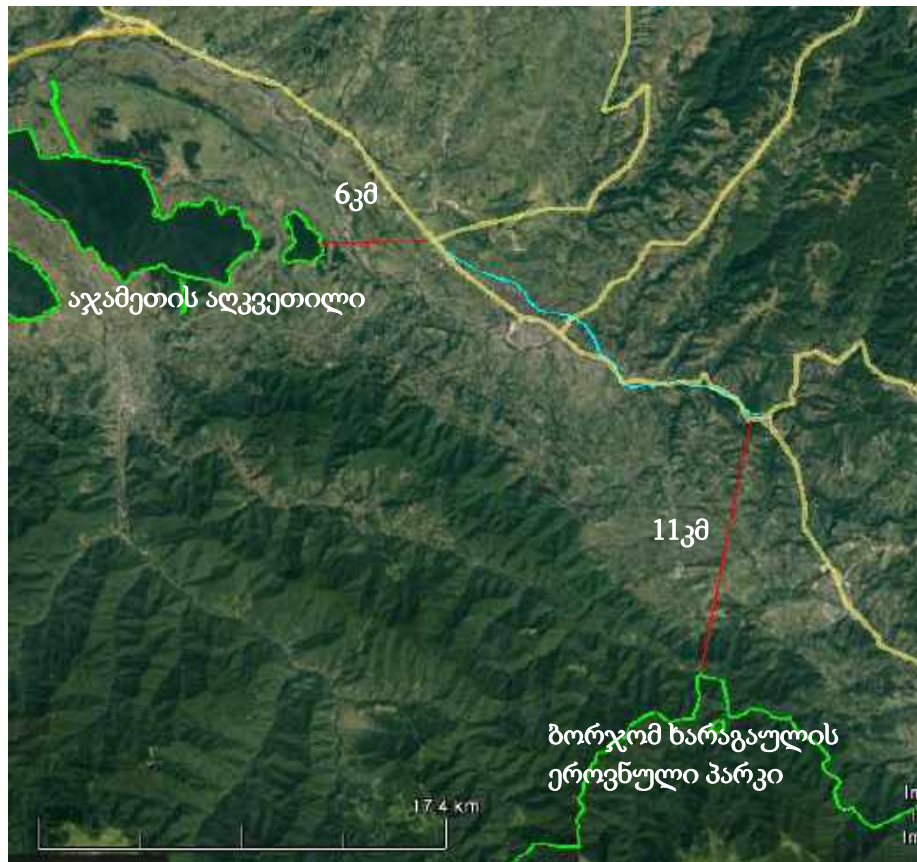 6კმ
აჯამეთის აღკვეთილი
11კმ
ბორჯომ ხარაგაულის
ეროვნული პარკი
17.4 km